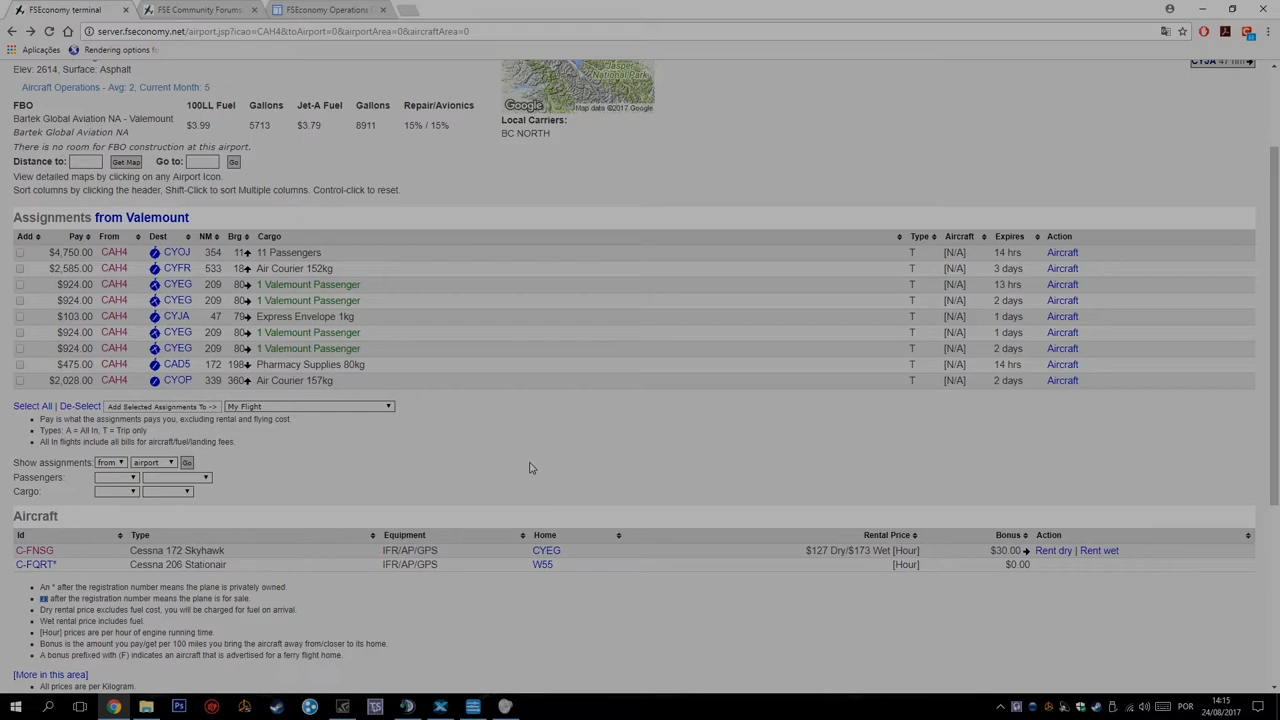 FSEconomy terminal
FSE Community Forums
FSEconomy Operations G
server.fseconomy.net/airport.jsp?icao=CAH4&toAirport=0&airportArea=0&aircraftArea=0
Aplicações Rendering options fo
Elev: 2614, Surface: Asphalt
Aircraft Operations - Avg: 2, Current Month: 5
CYJA 47 nm
Jasper
National Park
Google
Map data ©2017 Google
Local Carriers:
BC NORTH
FBO 100LL Fuel Gallons Jet-A Fuel Gallons Repair/Avionics
Bartek Global Aviation NA - Valemount $3.99 5713 $3.79 8911 15% / 15%
Bartek Global Aviation NA
There is no room for FBO construction at this airport.
Distance to: Get Map Go to: Go
View detailed maps by clicking on any Airport Icon.
Sort columns by clicking the header, Shift-Click to sort Multiple columns. Control-click to reset.
Assignments from Valemount
Add Pay From Dest NM Brg Cargo Type Aircraft Expires Action
$4,750.00 CAH4 CYOJ 354 11 11 Passengers T [N/A] 14 hrs Aircraft
$2,585.00 CAH4 CYFR 533 18 Air Courier 152kg T [N/A] 3 days Aircraft
$924.00 CAH4 CYEG 209 80 1 Valemount Passenger T [N/A] 13 hrs Aircraft
$924.00 CAH4 CYEG 209 80 1 Valemount Passenger T [N/A] 2 days Aircraft
$103.00 CAH4 CYJA 47 79 Express Envelope 1kg T [N/A] 1 days Aircraft
$924.00 CAH4 CYEG 209 80 1 Valemount Passenger T [N/A] 1 days Aircraft
$924.00 CAH4 CYEG 209 80 1 Valemount Passenger T [N/A] 2 days Aircraft
$475.00 CAH4 CAD5 172 198 Pharmacy Supplies 80kg T [N/A] 14 hrs Aircraft
$2,028.00 CAH4 CYOP 339 360 Air Courier 157kg T [N/A] 2 days Aircraft
Select All | De-Select Add Selected Assignments To -> My Flight
Pay is what the assignments pays you, excluding rental and flying cost.
Types: A = All In, T = Trip only
All In flights include all bills for aircraft/fuel/landing fees.
Show assignments: from airport Go
Passengers:
Cargo:
Aircraft
Id Type Equipment Home Rental Price Bonus Action
C-FNSG Cessna 172 Skyhawk IFR/AP/GPS CYEG $127 Dry/$173 Wet [Hour] $30.00 Rent dry | Rent wet
C-FQRT* Cessna 206 Stationair IFR/AP/GPS W55 [Hour] $0.00
An * after the registration number means the plane is privately owned.
after the registration number means the plane is for sale.
Dry rental price excludes fuel cost, you will be charged for fuel on arrival.
Wet rental price includes fuel.
[Hour] prices are per hour of engine running time.
Bonus is the amount you pay/get per 100 miles you bring the aircraft away from/closer to its home.
A bonus prefixed with (F) indicates an aircraft that is advertised for a ferry flight home.
[More in this area]
All prices are per Kilogram.
POR
14:15
24/08/2017